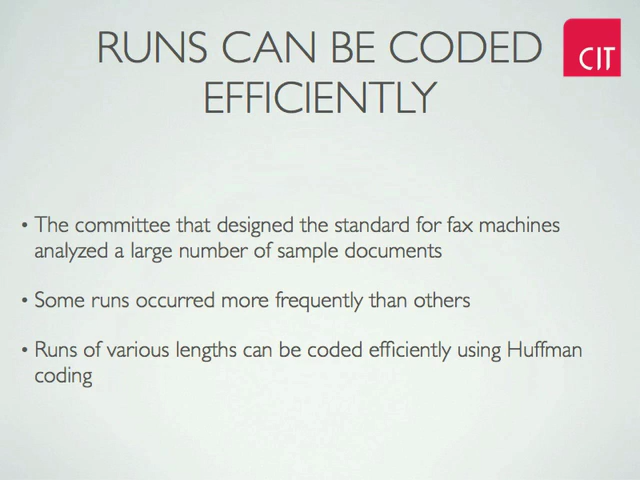 RUNS CAN BE CODED
EFFICIENTLY
CIT
• The committee that designed the standard for fax machines
analyzed a large number of sample documents
• Some runs occurred more frequently than others
• Runs of various lengths can be coded efficiently using Huffman
coding